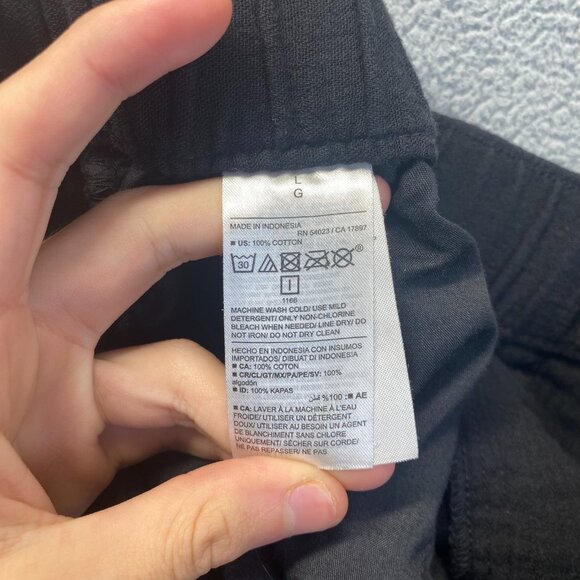 L
G
MADE IN INDONESIA
RN 54023 / CA 17897
■ US: 100% COTTON
30
®
1166
MACHINE WASH COLD/ USE MILD
DETERGENT/ ONLY NON-CHLORINE
BLEACH WHEN NEEDED/ LINE DRY/ DO
NOT IRON/ DO NOT DRY CLEAN
HECHO EN INDONESIA CON INSUMOS
IMPORTADOS/ DIBUAT DI INDONESIA
■ CA: 100% COTON
■ CR/CL/GT/MX/PA/PE/SV: 100%
algodón
■ ID: 100% KAPAS
■ AE: 100% قطن
■ CA: LAVER À LA MACHINE À L'EAU
FROIDE/ UTILISER UN DÉTERGENT
DOUX/ UTILISER AU BESOIN UN AGENT
DE BLANCHIMENT SANS CHLORE
UNIQUEMENT/ SÉCHER SUR CORDE/
NE PAS REPASSER/ NE PAS